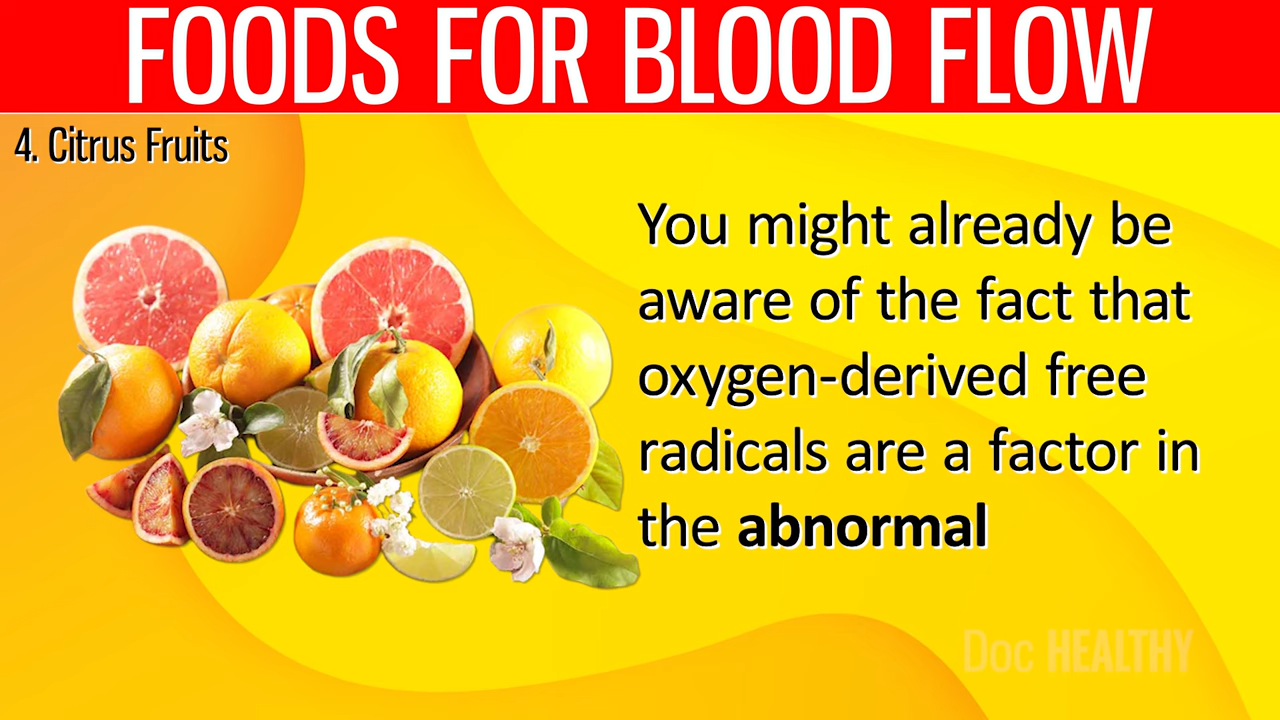 FOODS FOR BLOOD FLOW
4. Citrus Fruits
You might already be
aware of the fact that
oxygen-derived free
radicals are a factor in
the abnormal
Doc HEALTHY